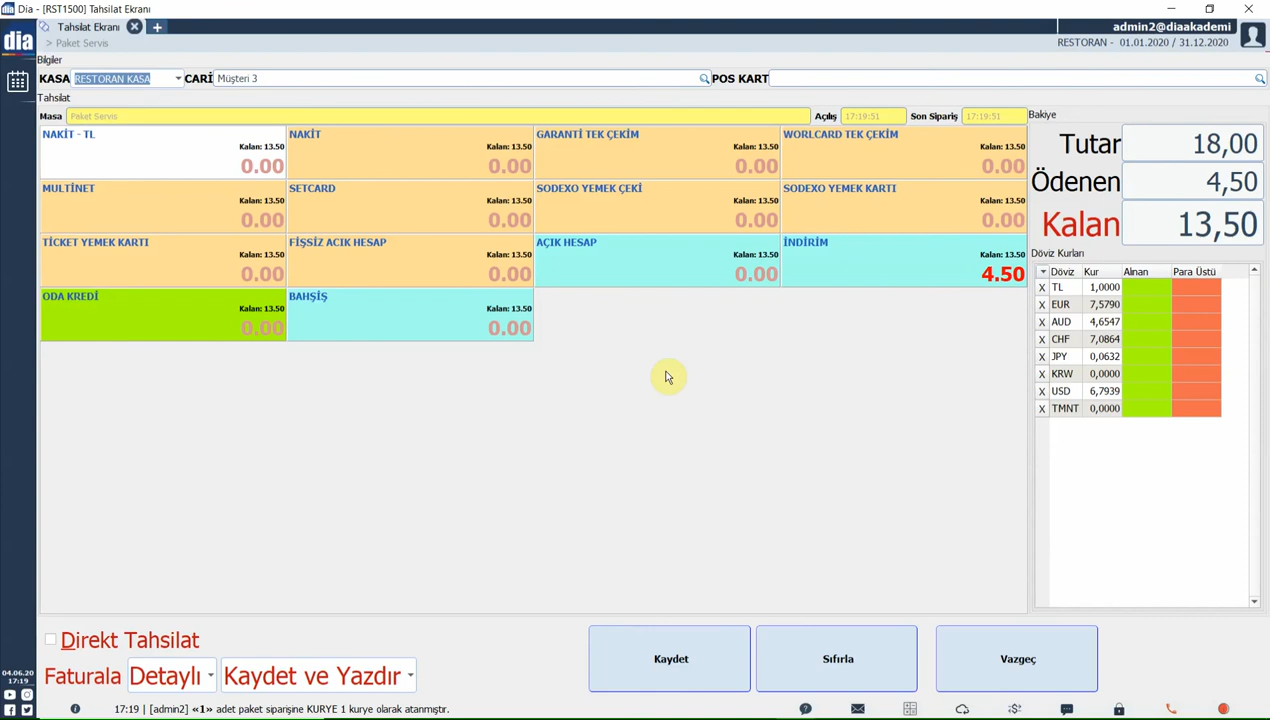 Dia - [RST1500] Tahsilat Ekranı
dia
Tahsilat Ekranı
admin2@diaakademi
> Paket Servis
RESTORAN - 01.01.2020 / 31.12.2020
Bilgiler
KASA RESTORAN KASA CARİ Müşteri 3 POS KART
Tahsilat
Masa Paket Servis Açılış 17:19:51 Son Sipariş 17:19:51 Bakiye
NAKİT - TL NAKİT GARANTİ TEK ÇEKİM WORLCARD TEK ÇEKİM
Kalan: 13.50 Kalan: 13.50 Kalan: 13.50 Kalan: 13.50
0.00 0.00 0.00 0.00
Tutar 18,00
MULTİNET SETCARD SODEXO YEMEK ÇEKİ SODEXO YEMEK KARTI
Kalan: 13.50 Kalan: 13.50 Kalan: 13.50 Kalan: 13.50
0.00 0.00 0.00 0.00
Ödenen 4,50
Kalan 13,50
TİCKET YEMEK KARTI FİŞSİZ ACIK HESAP AÇIK HESAP İNDİRİM
Kalan: 13.50 Kalan: 13.50 Kalan: 13.50 Kalan: 13.50
0.00 0.00 0.00 4.50
ODA KREDİ BAHŞİŞ
Kalan: 13.50 Kalan: 13.50
0.00 0.00
Döviz Kurları
Döviz Kur Alınan Para Üstü
X TL 1,0000
X EUR 7,5790
X AUD 4,6547
X CHF 7,0864
X JPY 0,0632
X KRW 0,0000
X USD 6,7939
X TMNT 0,0000
Direkt Tahsilat
Faturala Detaylı Kaydet ve Yazdır
Kaydet Sıfırla Vazgeç
04.06.20
17:19
17:19 | [admin2] «1» adet paket siparişine KURYE 1 kurye olarak atanmıştır.